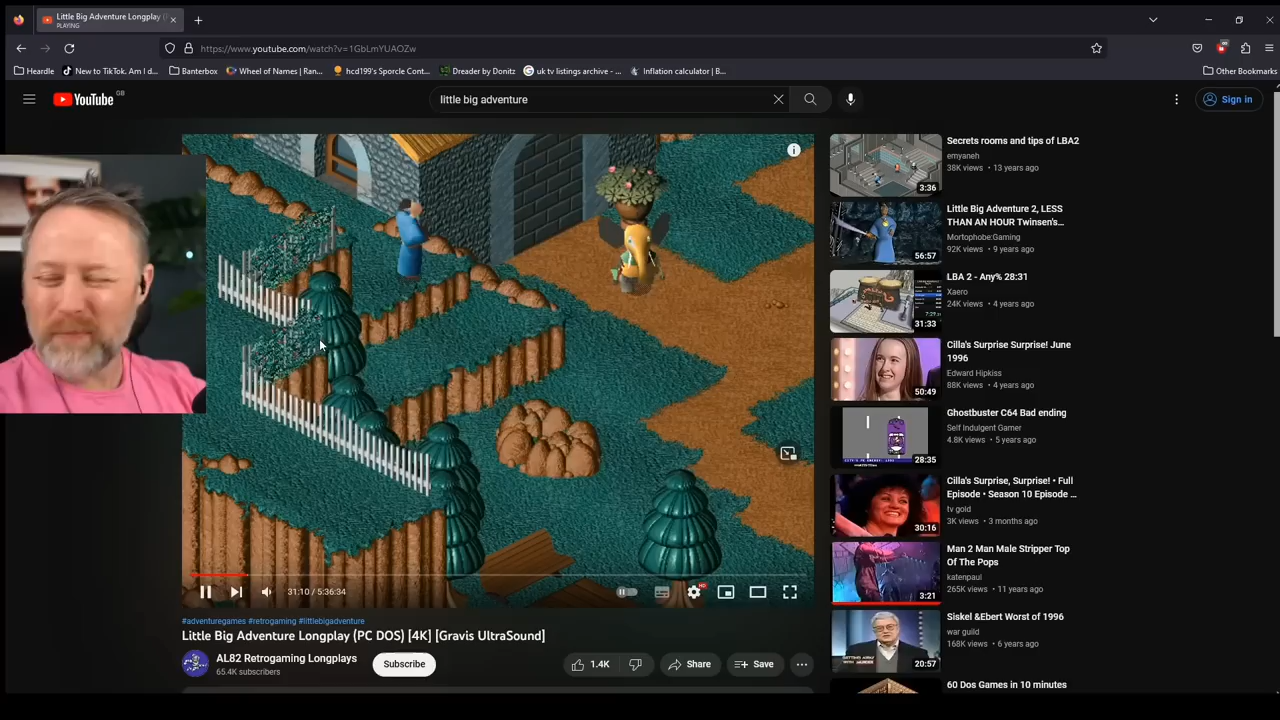 Little Big Adventure Longplay (
PLAYING
https://www.youtube.com/watch?v=1GbLmYUAOZw
Heardle
New to TikTok, Am I d...
Banterbox
Wheel of Names | Ran...
hcd199's Sporcle Cont...
Dreader by Donitz
uk tv listings archive - ...
Inflation calculator | B...
Other Bookmarks
YouTube GB
little big adventure
Sign in
Secrets rooms and tips of LBA2
emyaneh
38K views • 13 years ago
3:36
Little Big Adventure 2, LESS
THAN AN HOUR Twinsen's...
Mortophobe:Gaming
92K views • 9 years ago
56:57
LBA 2 - Any% 28:31
Xaero
24K views • 4 years ago
31:33
Cilla's Surprise Surprise! June
1996
Edward Hipkiss
88K views • 4 years ago
50:49
Ghostbuster C64 Bad ending
Self Indulgent Gamer
4.8K views • 5 years ago
28:35
Cilla's Surprise, Surprise! • Full
Episode • Season 10 Episode ...
tv gold
3K views • 3 months ago
30:16
Man 2 Man Male Stripper Top
Of The Pops
katenpaul
265K views • 11 years ago
3:21
Siskel &Ebert Worst of 1996
war guild
168K views • 6 years ago
20:57
60 Dos Games in 10 minutes
31:10 / 5:36:34
#adventuregames #retrogaming #littlebigadventure
Little Big Adventure Longplay (PC DOS) [4K] [Gravis UltraSound]
AL82 Retrogaming Longplays
65.4K subscribers
Subscribe
1.4K
Share
Save